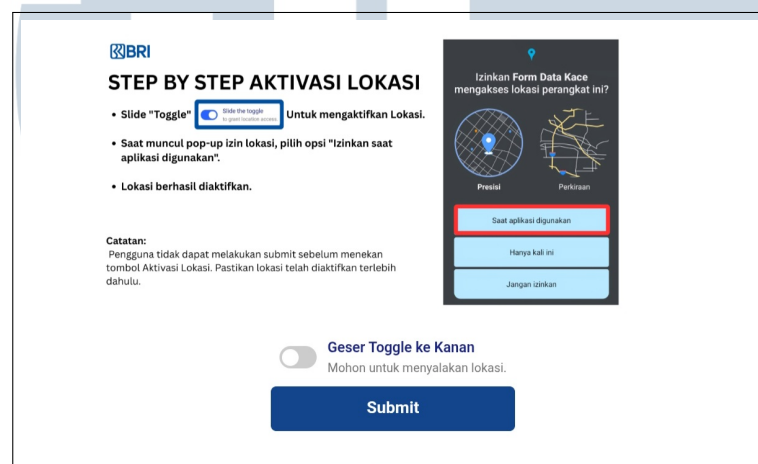 BRI
STEP BY STEP AKTIVASI LOKASI
• Slide "Toggle" Slide the toggle to grant location access Untuk mengaktifkan Lokasi.
• Saat muncul pop-up izin lokasi, pilih opsi "Izinkan saat
aplikasi digunakan".
• Lokasi berhasil diaktifkan.
Catatan:
Pengguna tidak dapat melakukan submit sebelum menekan
tombol Aktivasi Lokasi. Pastikan lokasi telah diaktifkan terlebih
dahulu.
Izinkan Form Data Kace
mengakses lokasi perangkat ini?
Presisi
Perkiraan
Saat aplikasi digunakan
Hanya kali ini
Jangan izinkan
Geser Toggle ke Kanan
Mohon untuk menyalakan lokasi.
Submit